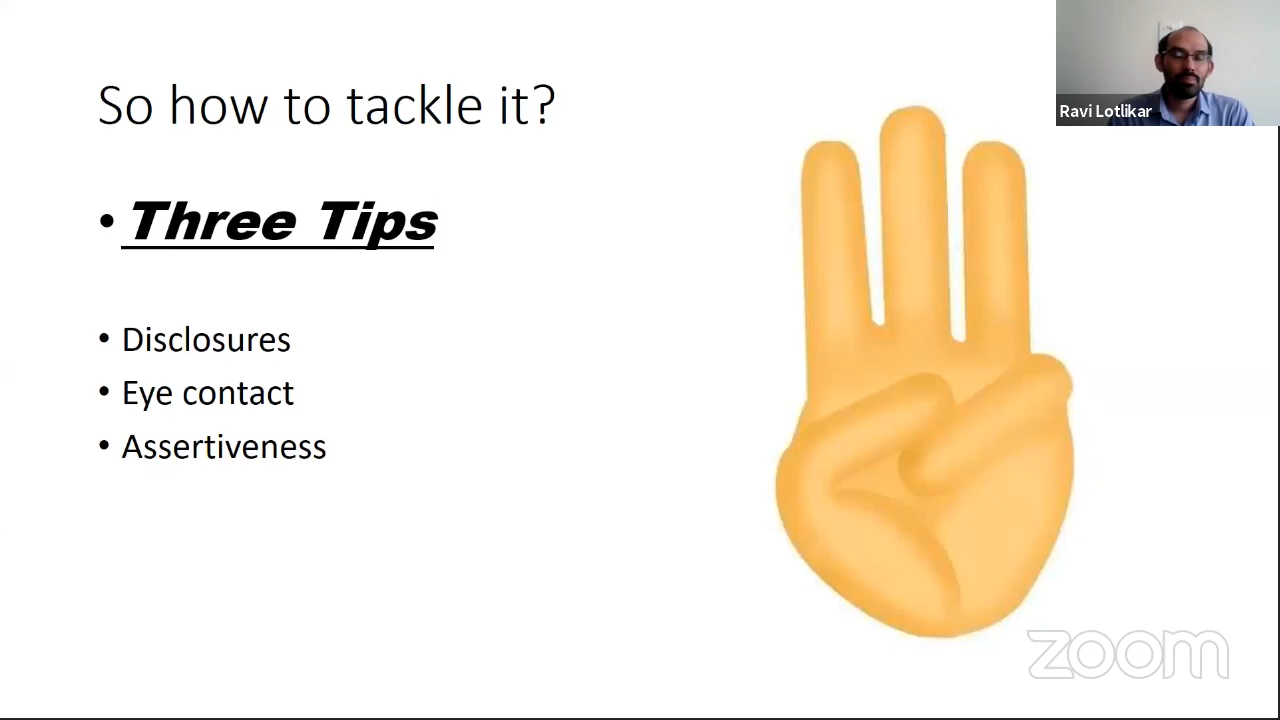 So how to tackle it?
• Three Tips
• Disclosures
• Eye contact
• Assertiveness
Ravi Lotlikar
zoom